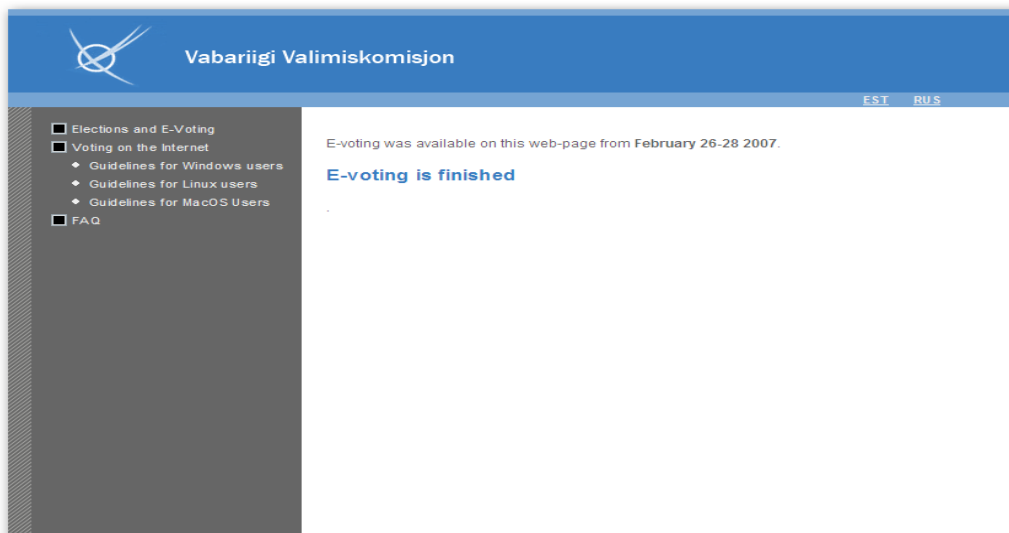 Vabariigi Valimiskomisjon
EST RUS
Elections and E-Voting
Voting on the Internet
Guidelines for Windows users
Guidelines for Linux users
Guidelines for MacOS Users
FAQ
E-voting was available on this web-page from February 26-28 2007.
E-voting is finished
.